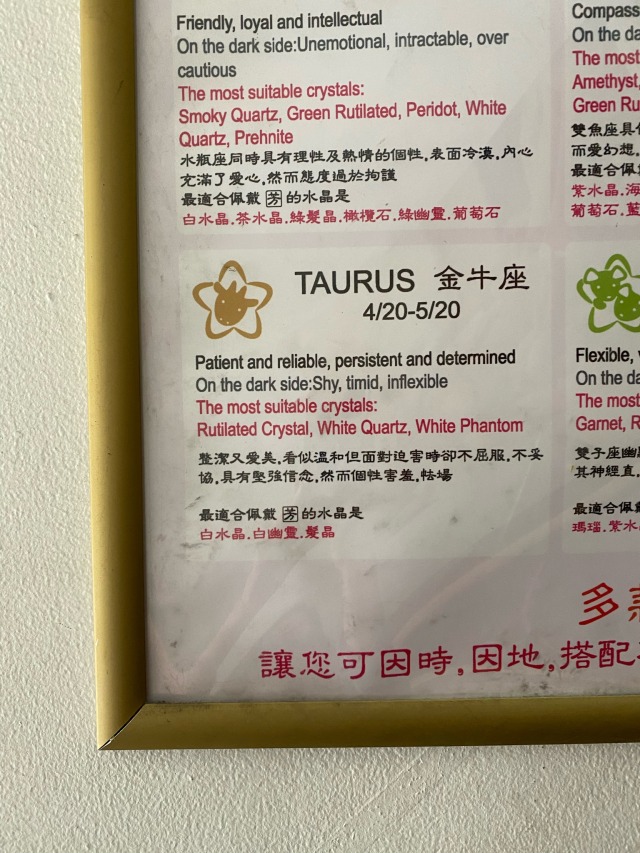 Friendly, loyal and intellectual
On the dark side:Unemotional, intractable, over
cautious
The most suitable crystals:
Smoky Quartz, Green Rutilated, Peridot, White
Quartz, Prehnite
水瓶座同時具有理性及熱情的個性,表面冷漠,內心
充滿了愛心,然而態度過於拘謹
最適合佩戴 芳 的水晶是
白水晶.茶水晶.綠髮晶.橄欖石.綠幽靈.葡萄石
Compass
On the da
The most
Amethyst,
Green Ru
雙魚座具
而愛幻想,
最適合佩
紫水晶.海
葡萄石.藍
TAURUS 金牛座
4/20-5/20
Patient and reliable, persistent and determined
On the dark side:Shy, timid, inflexible
The most suitable crystals:
Rutilated Crystal, White Quartz, White Phantom
整潔又愛美,看似溫和但面對迫害時卻不屈服,不妥
協,具有堅強信念,然而個性害羞,怯場
最適合佩戴 芳 的水晶是
白水晶.白幽靈.髮晶
Flexible,
On the da
The most
Garnet, R
雙子座幽
其神經直,
最適合佩
瑪瑙.紫水
多
讓您可因時,因地,搭配